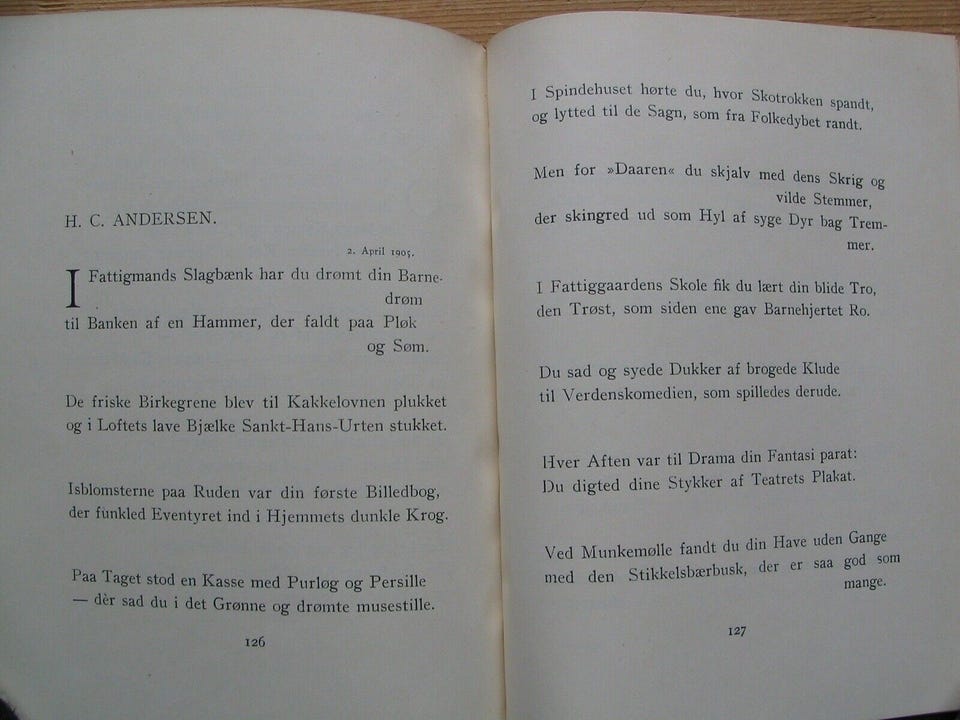 H. C. ANDERSEN.
2. April 1905.
I Fattigmands Slagbænk har du drømt din Barne-
drøm
til Banken af en Hammer, der faldt paa Pløk
og Søm.
De friske Birkegrene blev til Kakkelovnen plukket
og i Loftets lave Bjælke Sankt-Hans-Urten stukket.
Isblomsterne paa Ruden var din første Billedbog,
der funkled Eventyret ind i Hjemmets dunkle Krog.
Paa Taget stod en Kasse med Purløg og Persille
— dèr sad du i det Grønne og drømte musestille.
126
I Spindehuset hørte du, hvor Skotrokken spandt,
og lytted til de Sagn, som fra Folkedybet randt.
Men for »Daaren« du skjalv med dens Skrig og
vilde Stemmer,
der skingred ud som Hyl af syge Dyr bag Trem-
mer.
I Fattiggaardens Skole fik du lært din blide Tro,
den Trøst, som siden ene gav Barnehjertet Ro.
Du sad og syede Dukker af brogede Klude
til Verdenskomedien, som spilledes derude.
Hver Aften var til Drama din Fantasi parat:
Du digted dine Stykker af Teatrets Plakat.
Ved Munkemølle fandt du din Have uden Gange
med den Stikkelsbærbusk, der er saa god som
mange.
127